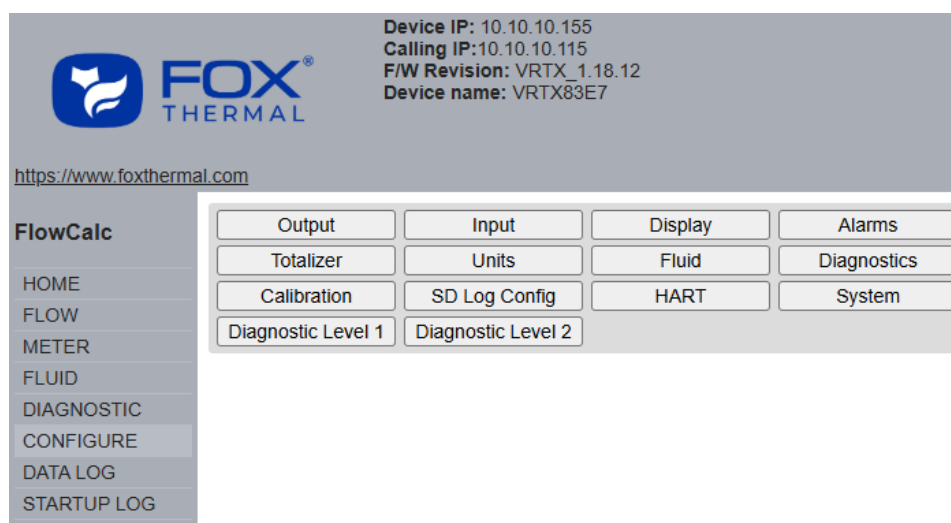 FOX®
THERMAL
Device IP: 10.10.10.155
Calling IP:10.10.10.115
F/W Revision: VRTX_1.18.12
Device name: VRTX83E7
https://www.foxthermal.com
FlowCalc
HOME
FLOW
METER
FLUID
DIAGNOSTIC
CONFIGURE
DATA LOG
STARTUP LOG
Output Input Display Alarms
Totalizer Units Fluid Diagnostics
Calibration SD Log Config HART System
Diagnostic Level 1 Diagnostic Level 2